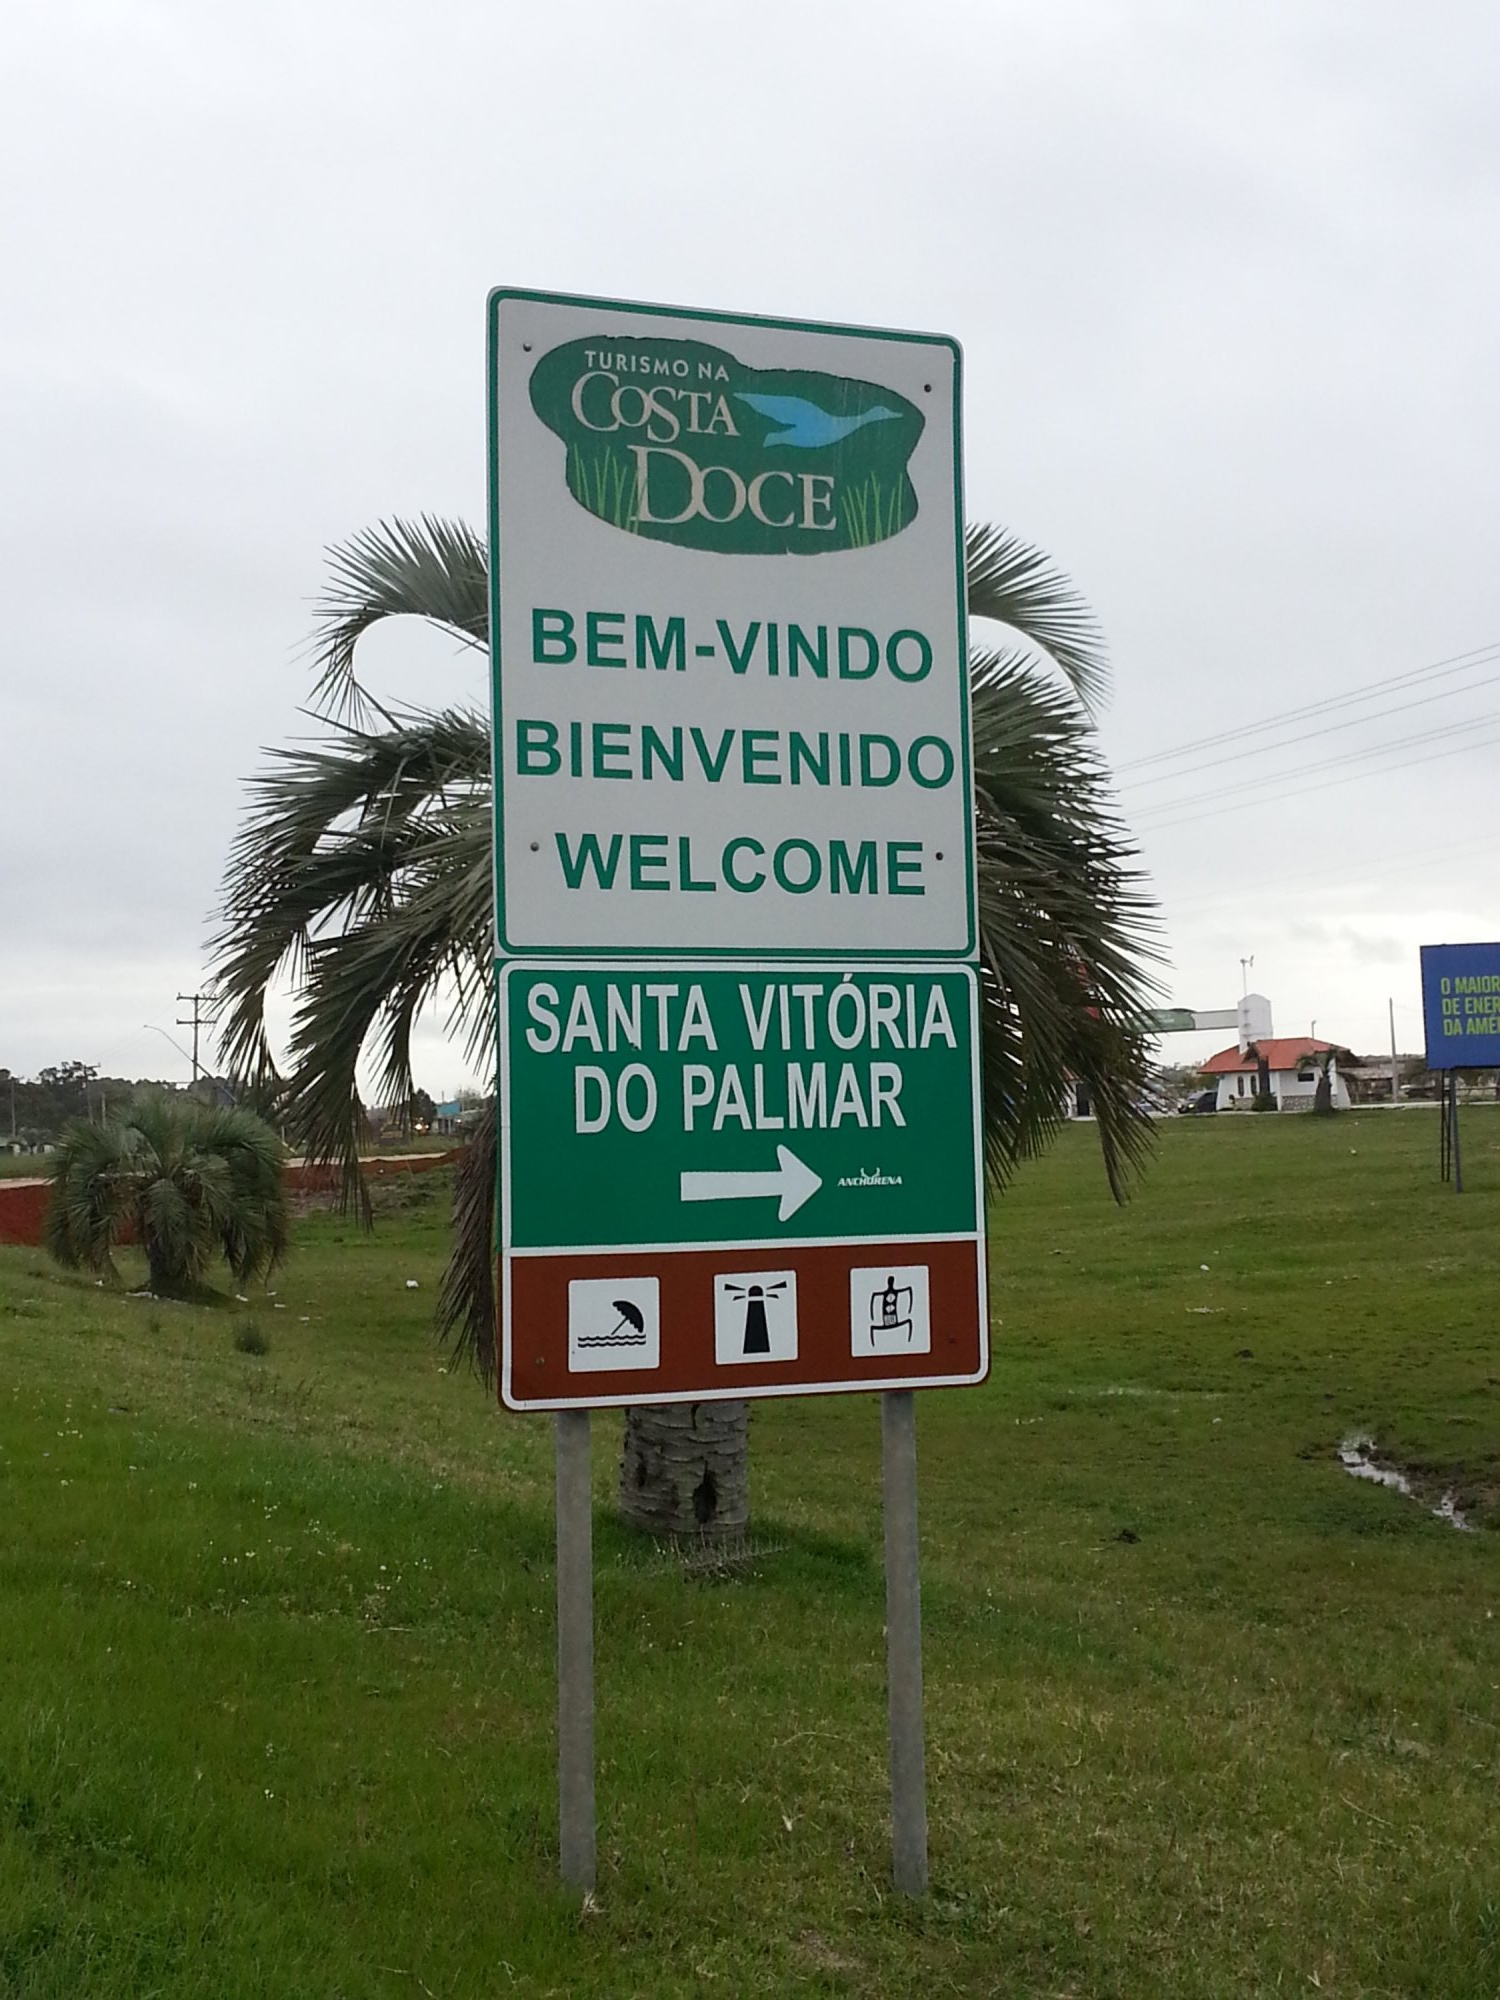 TURISMO NA
COSTA
DOCE
BEM-VINDO
BIENVENIDO
WELCOME
SANTA VITÓRIA
DO PALMAR
ANCHORENA
O MAIOR
DE ENER
DA AMÉ